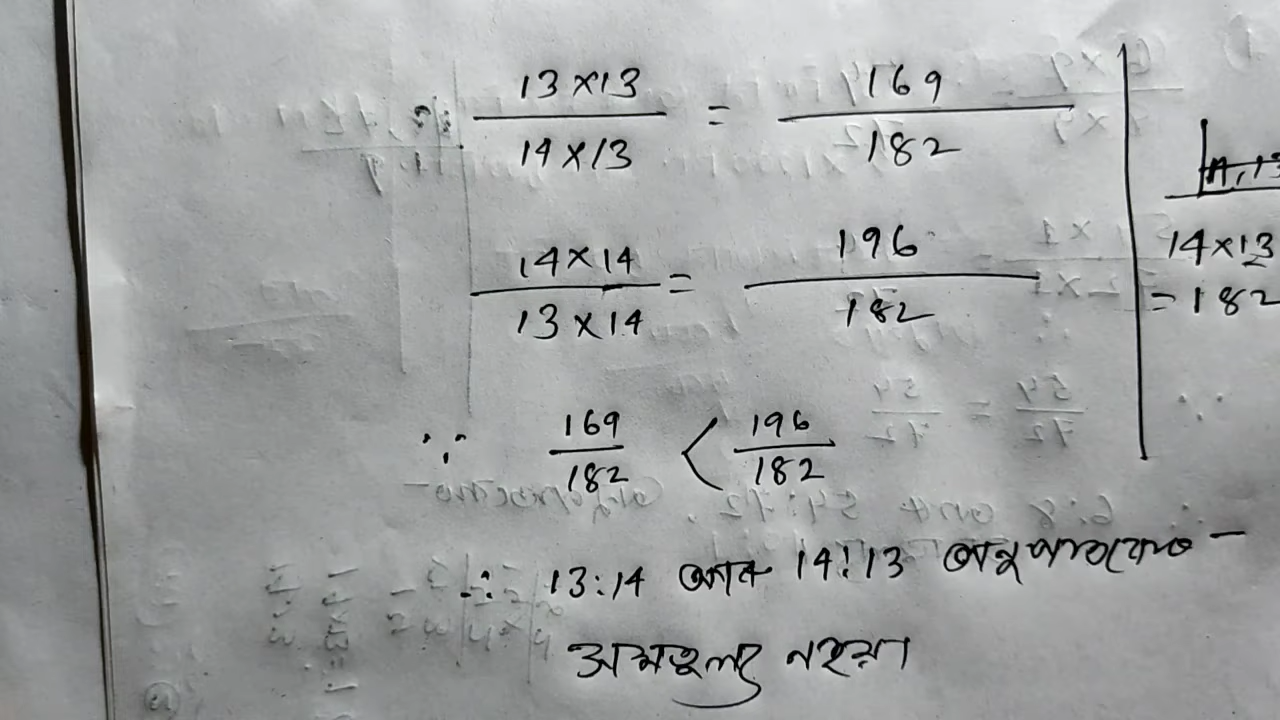 13×13 / 14×13 = 169 / 182
14×14 / 13×14 = 196 / 182
14×13
= 182
∵ 169/182 < 196/182
∴ 13:14 আৰু 14:13 অনুপাতকেইটা
সমতুল্য নহয়।